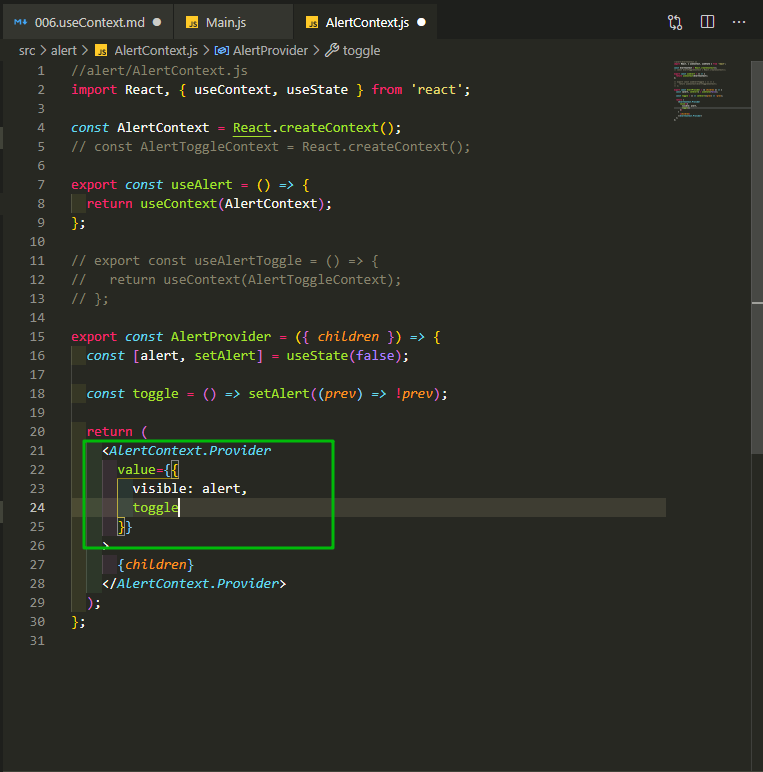 006.useContext.md
Main.js
AlertContext.js
src > alert > AlertContext.js > AlertProvider > toggle
1 //alert/AlertContext.js
2 import React, { useContext, useState } from 'react';
3
4 const AlertContext = React.createContext();
5 // const AlertToggleContext = React.createContext();
6
7 export const useAlert = () => {
8   return useContext(AlertContext);
9 };
10
11 // export const useAlertToggle = () => {
12 //   return useContext(AlertToggleContext);
13 // };
14
15 export const AlertProvider = ({ children }) => {
16   const [alert, setAlert] = useState(false);
17
18   const toggle = () => setAlert((prev) => !prev);
19
20   return (
21     <AlertContext.Provider
22       value={{
23         visible: alert,
24         toggle
25       }}
26     >
27       {children}
28     </AlertContext.Provider>
29   );
30 };
31